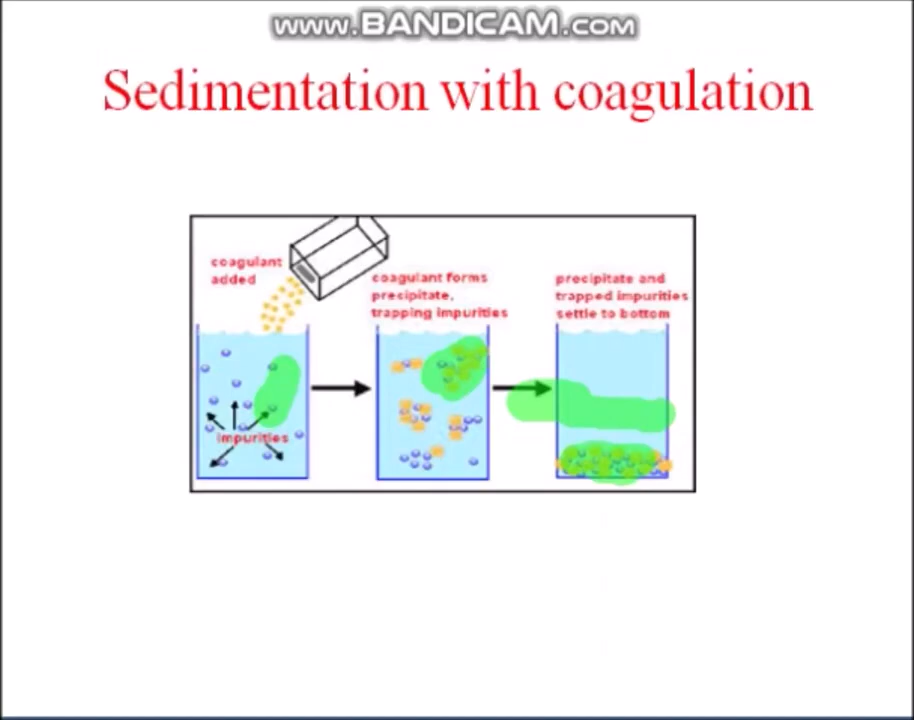 www.BANDICAM.com
Sedimentation with coagulation
coagulant
added
coagulant forms
precipitate,
trapping impurities
precipitate and
trapped impurities
settle to bottom
impurities